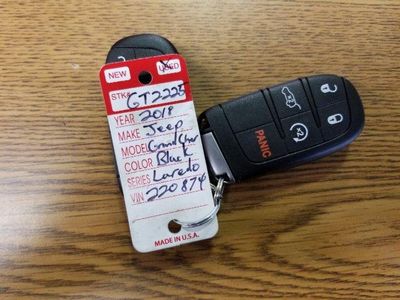 NEW USED
STK# GT2225
YEAR 2018
MAKE Jeep
MODEL Grand Cher
COLOR Black
SERIES Laredo
VIN 220874
MADE IN U.S.A.
PANIC